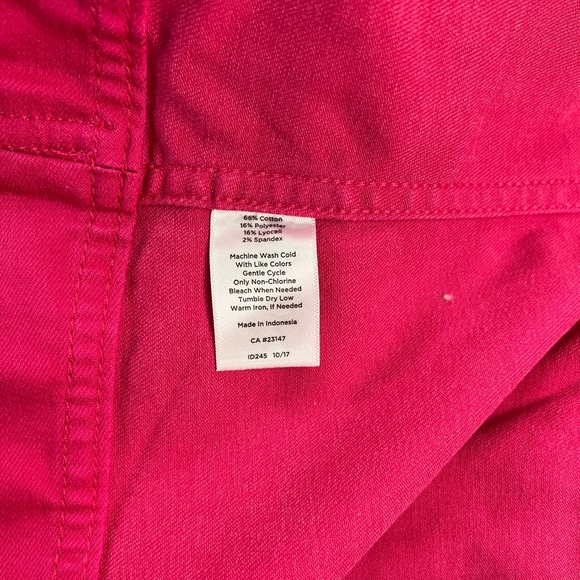 66% Cotton
16% Polyester
16% Lyocell
2% Spandex
Machine Wash Cold
With Like Colors
Gentle Cycle
Only Non-Chlorine
Bleach When Needed
Tumble Dry Low
Warm Iron, If Needed
Made In Indonesia
CA #23147
ID245 10/17